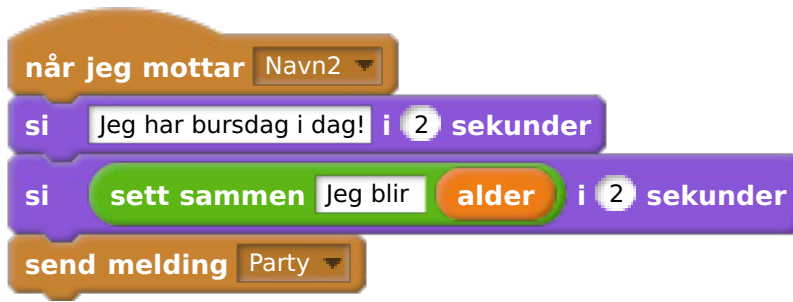 når jeg mottar Navn2
si Jeg har bursdag i dag! i 2 sekunder
si sett sammen Jeg blir alder i 2 sekunder
send melding Party